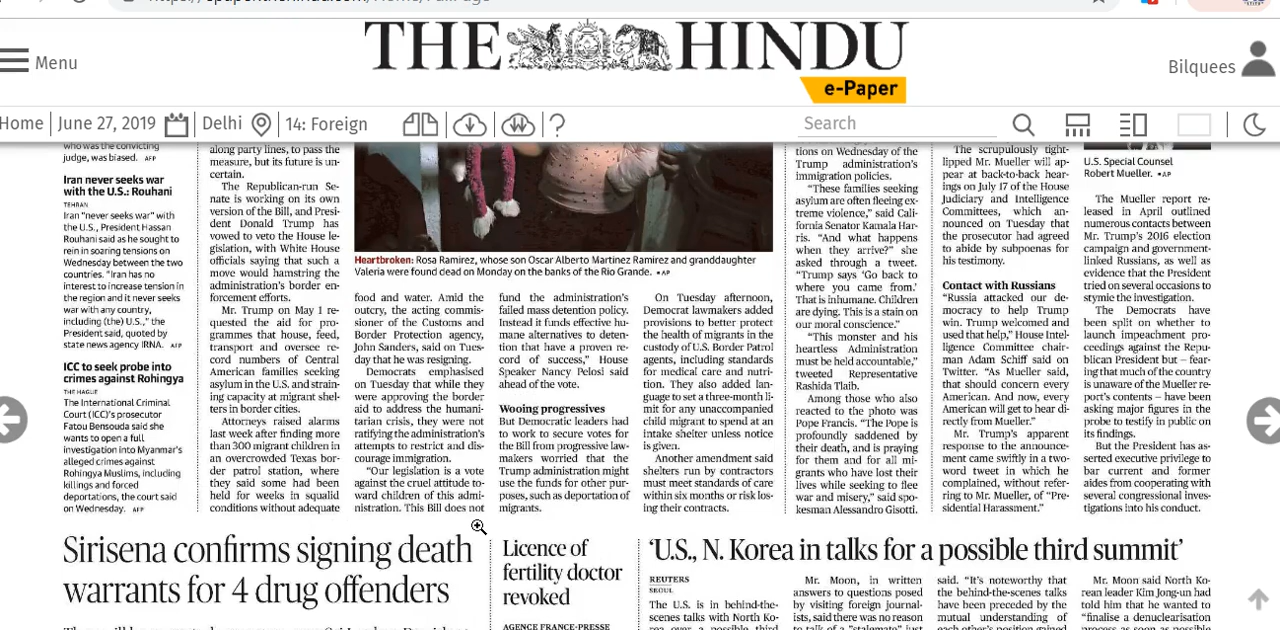 THE HINDU
e-Paper
Menu
Bilquees
Home
June 27, 2019
Delhi
14: Foreign
Search
who was the convicting
judge, was biased. AFP
Iran never seeks war
with the U.S.: Rouhani
TEHRAN
Iran “never seeks war” with
the U.S., President Hassan
Rouhani said as he sought to
rein in soaring tensions on
Wednesday between the two
countries. “Iran has no
interest to increase tension in
the region and it never seeks
war with any country,
including (the) U.S.,” the
President said, quoted by
state news agency IRNA. AFP
ICC to seek probe into
crimes against Rohingya
THE HAGUE
The International Criminal
Court (ICC)’s prosecutor
Fatou Bensouda said she
wants to open a full
investigation into Myanmar’s
alleged crimes against
Rohingya Muslims, including
killings and forced
deportations, the court said
on Wednesday. AFP
along party lines, to pass the
measure, but its future is un-
certain.
The Republican-run Se-
nate is working on its own
version of the Bill, and Presi-
dent Donald Trump has
vowed to veto the House le-
gislation, with White House
officials saying that such a
move would hamstring the
administration’s border en-
forcement efforts.
Mr. Trump on May 1 re-
quested the aid for pro-
grammes that house, feed,
transport and oversee re-
cord numbers of Central
American families seeking
asylum in the U.S. and strain-
ing capacity at migrant shel-
ters in border cities.
Attorneys raised alarms
last week after finding more
than 300 migrant children in
an overcrowded Texas bor-
der patrol station, where
they said some had been
held for weeks in squalid
conditions without adequate
Heartbroken: Rosa Ramirez, whose son Oscar Alberto Martinez Ramirez and granddaughter
Valeria were found dead on Monday on the banks of the Rio Grande. •AP
food and water. Amid the
outcry, the acting commis-
sioner of the Customs and
Border Protection agency,
John Sanders, said on Tues-
day that he was resigning.
Democrats emphasised
on Tuesday that while they
were approving the border
aid to address the humani-
tarian crisis, they were not
ratifying the administration’s
attempts to restrict and dis-
courage immigration.
“Our legislation is a vote
against the cruel attitude to-
ward children of this admi-
nistration. This Bill does not
fund the administration’s
failed mass detention policy.
Instead it funds effective hu-
mane alternatives to deten-
tion that have a proven re-
cord of success,” House
Speaker Nancy Pelosi said
ahead of the vote.
Wooing progressives
But Democratic leaders had
to work to secure votes for
the Bill from progressive law-
makers worried that the
Trump administration might
use the funds for other pur-
poses, such as deportation of
migrants.
On Tuesday afternoon,
Democrat lawmakers added
provisions to better protect
the health of migrants in the
custody of U.S. Border Patrol
agents, including standards
for medical care and nutri-
tion. They also added lan-
guage to set a three-month li-
mit for any unaccompanied
child migrant to spend at an
intake shelter unless notice
is given.
Another amendment said
shelters run by contractors
must meet standards of care
within six months or risk los-
ing their contracts.
tions on Wednesday of the
Trump administration’s
immigration policies.
“These families seeking
asylum are often fleeing ex-
treme violence,” said Cali-
fornia Senator Kamala Har-
ris. “And what happens
when they arrive?” she
asked through a tweet.
“Trump says ‘Go back to
where you came from.’
That is inhumane. Children
are dying. This is a stain on
our moral conscience.”
“This monster and his
heartless Administration
must be held accountable,”
tweeted Representative
Rashida Tlaib.
Among those who also
reacted to the photo was
Pope Francis. “The Pope is
profoundly saddened by
their death, and is praying
for them and for all mi-
grants who have lost their
lives while seeking to flee
war and misery,” said spo-
kesman Alessandro Gisotti.
The scrupulously tight-
lipped Mr. Mueller will ap-
pear at back-to-back hear-
ings on July 17 of the House
Judiciary and Intelligence
Committees, which an-
nounced on Tuesday that
the prosecutor had agreed
to abide by subpoenas for
his testimony.
Contact with Russians
“Russia attacked our de-
mocracy to help Trump
win. Trump welcomed and
used that help,” House Intel-
ligence Committee chair-
man Adam Schiff said on
Twitter. “As Mueller said,
that should concern every
American. And now, every
American will get to hear di-
rectly from Mueller.”
Mr. Trump’s apparent
response to the announce-
ment came swiftly in a two-
word tweet in which he
complained, without refer-
ring to Mr. Mueller, of “Pre-
sidential Harassment.”
U.S. Special Counsel
Robert Mueller. •AP
The Mueller report re-
leased in April outlined
numerous contacts between
Mr. Trump’s 2016 election
campaign and government-
linked Russians, as well as
evidence that the President
tried on several occasions to
stymie the investigation.
The Democrats have
been split on whether to
launch impeachment pro-
ceedings against the Repu-
blican President but – fear-
ing that much of the country
is unaware of the Mueller re-
port’s contents – have been
asking major figures in the
probe to testify in public on
its findings.
But the President has as-
serted executive privilege to
bar current and former
aides from cooperating with
several congressional inves-
tigations into his conduct.
Sirisena confirms signing death
warrants for 4 drug offenders
Licence of
fertility doctor
revoked
AGENCE FRANCE-PRESSE
‘U.S., N. Korea in talks for a possible third summit’
REUTERS
SEOUL
The U.S. is in behind-the-
scenes talks with North Ko-
Mr. Moon, in written
answers to questions posed
by visiting foreign journal-
ists, said there was no reason
said. “It’s noteworthy that
the behind-the-scenes talks
have been preceded by the
mutual understanding of
Mr. Moon said North Ko-
rean leader Kim Jong-un had
told him that he wanted to
“finalise a denuclearisation